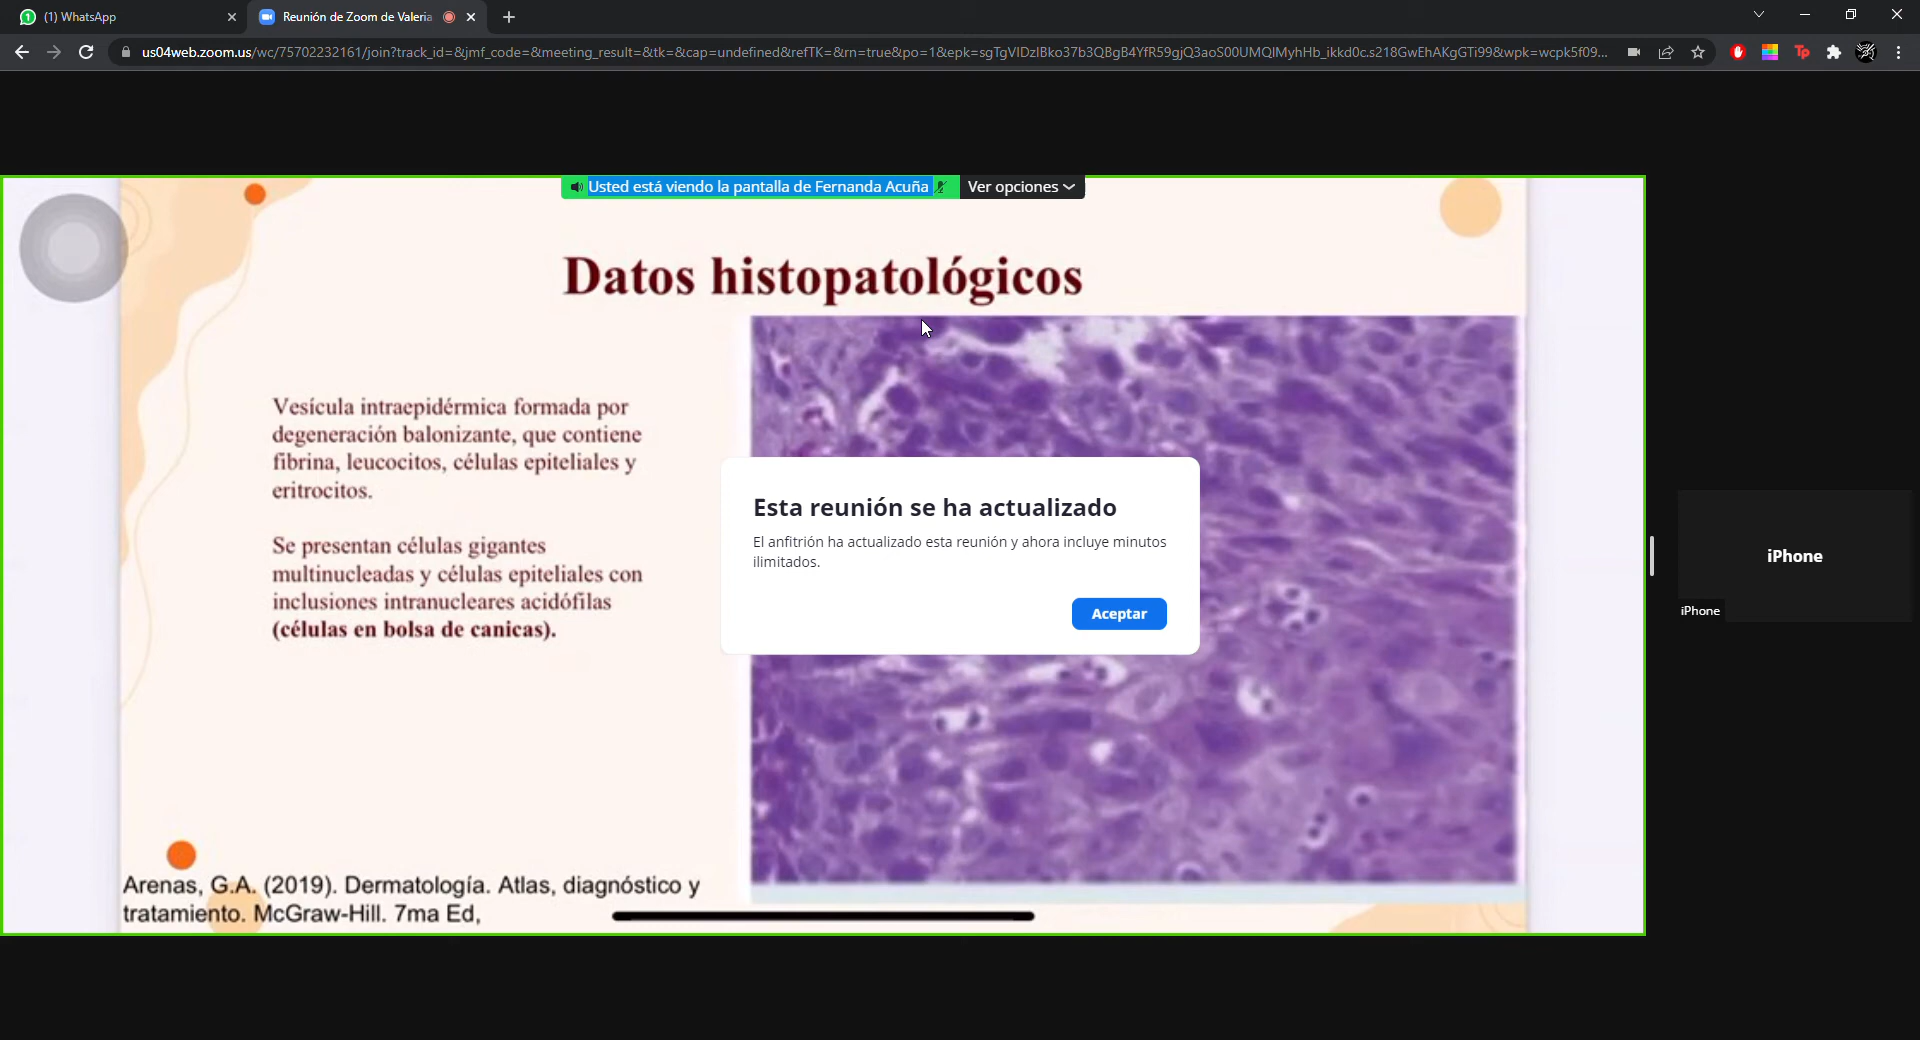 (1) WhatsApp
Reunión de Zoom de Valeria
us04web.zoom.us/wc/75702232161/join?track_id=&jmf_code=&meeting_result=&tk=&cap=undefined&refTK=&rn=true&po=1&epk=sgTgVIDzIBko37b3QBgB4YfR59gjQ3aoS00UMQIMyhHb_ikkd0c.s218GwEhAKgGTi99&wpk=wcpk5f09...
Usted está viendo la pantalla de Fernanda Acuña
Ver opciones
Datos histopatológicos
Vesícula intraepidérmica formada por
degeneración balonizante, que contiene
fibrina, leucocitos, células epiteliales y
eritrocitos.
Se presentan células gigantes
multinucleadas y células epiteliales con
inclusiones intranucleares acidófilas
(células en bolsa de canicas).
Esta reunión se ha actualizado
El anfitrión ha actualizado esta reunión y ahora incluye minutos
ilimitados.
Aceptar
iPhone
iPhone
Arenas, G.A. (2019). Dermatología. Atlas, diagnóstico y
tratamiento. McGraw-Hill. 7ma Ed,